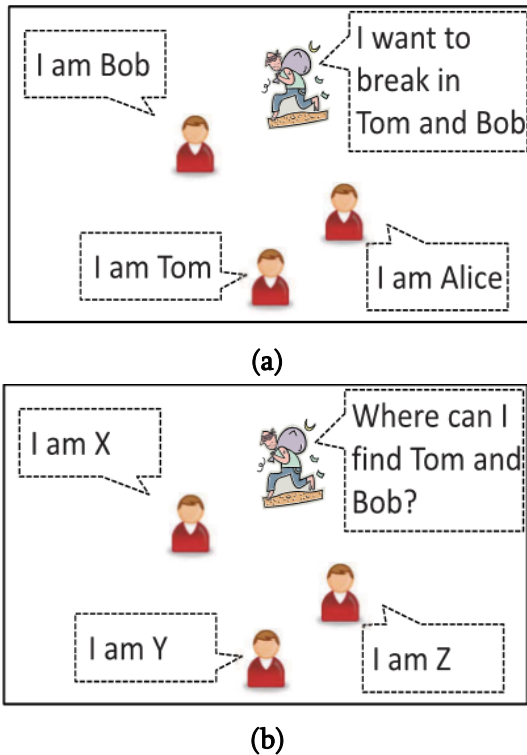 I am Bob
I want to
break in
Tom and Bob
I am Tom
I am Alice
(a)
I am X
Where can I
find Tom and
Bob?
I am Y
I am Z
(b)